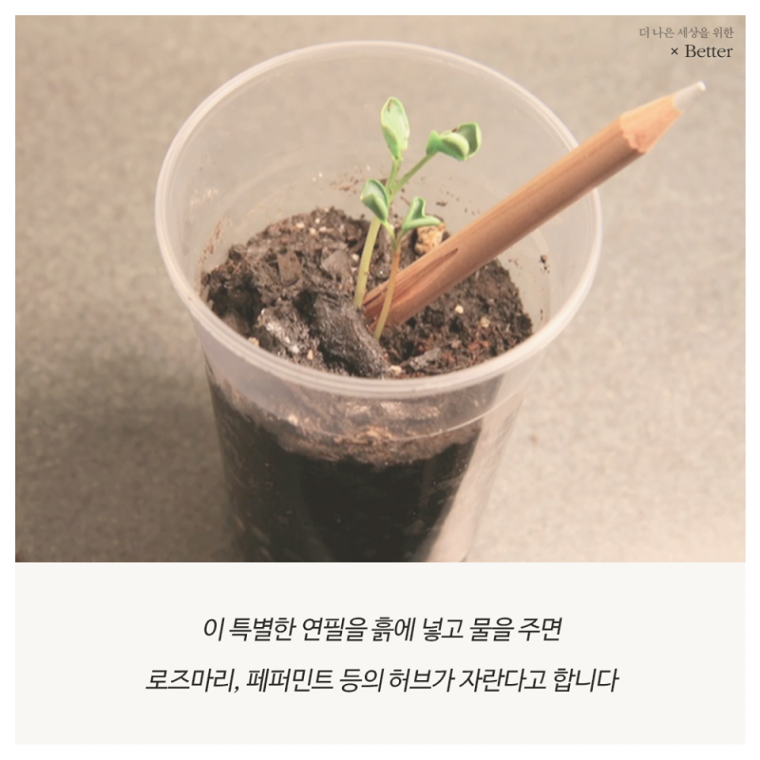 더 나은 세상을 위한
× Better
이 특별한 연필을 흙에 넣고 물을 주면
로즈마리, 페퍼민트 등의 허브가 자란다고 합니다